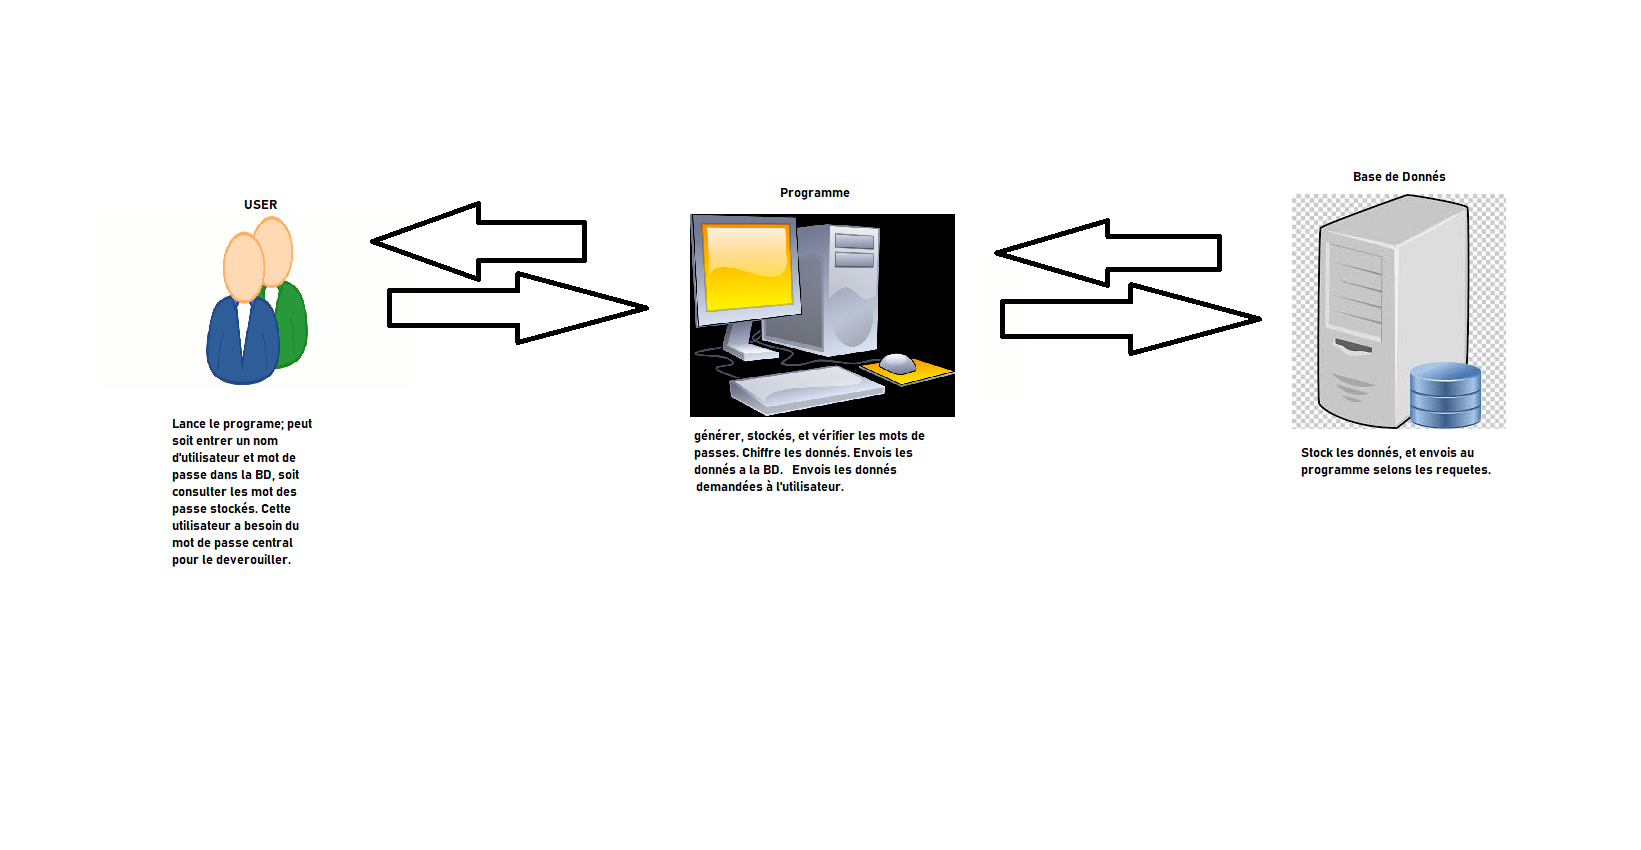 USER
Lance le programe; peut
soit entrer un nom
d'utilisateur et mot de
passe dans la BD, soit
consulter les mot des
passe stockés. Cette
utilisateur a besoin du
mot de passe central
pour le deverouiller.
Programme
générer, stockés, et vérifier les mots de
passes. Chiffre les donnés. Envois les
donnés a la BD. Envois les donnés
demandées à l'utilisateur.
Base de Donnés
Stock les donnés, et envois au
programme selons les requetes.